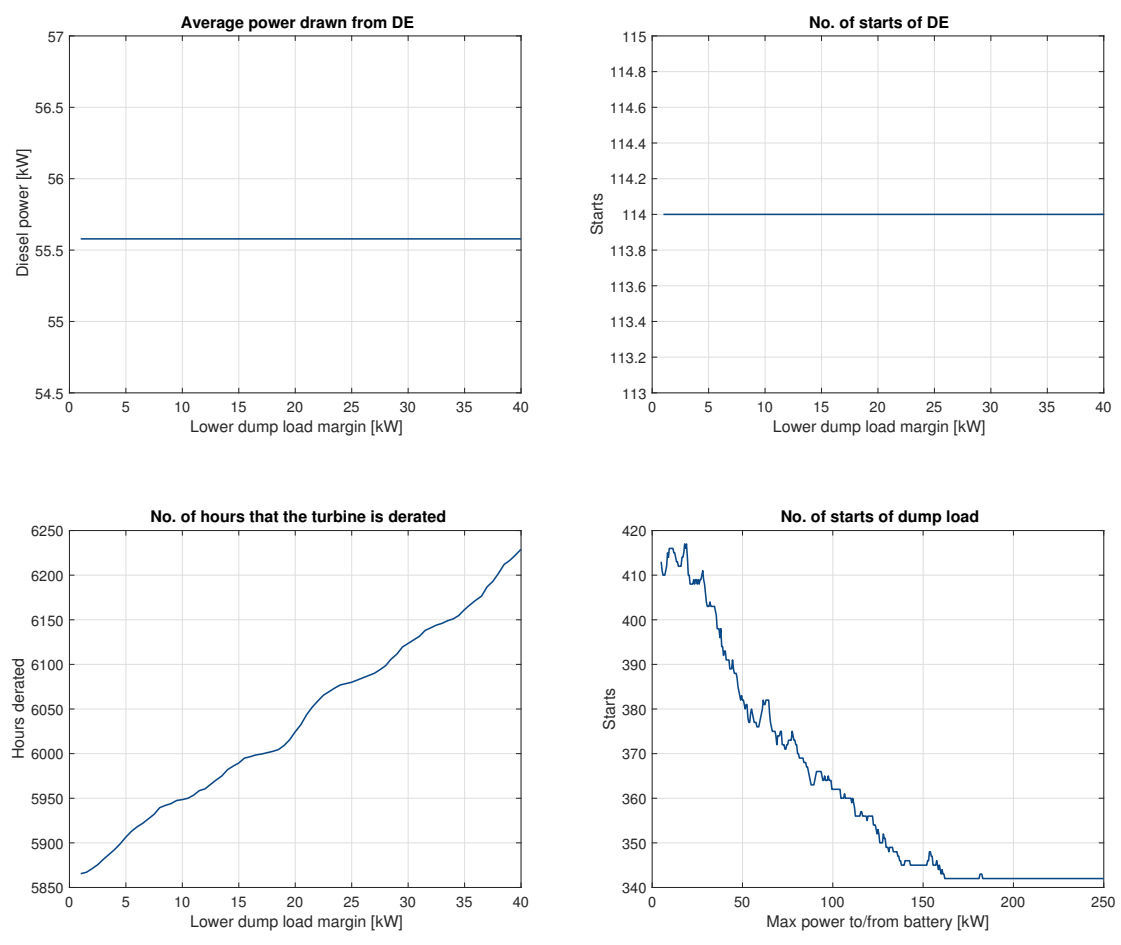 Average power drawn from DE
57
56.5
56
55.5
55
54.5
Diesel power [kW]
0 5 10 15 20 25 30 35 40
Lower dump load margin [kW]
No. of starts of DE
115
114.8
114.6
114.4
114.2
114
113.8
113.6
113.4
113.2
113
Starts
0 5 10 15 20 25 30 35 40
Lower dump load margin [kW]
No. of hours that the turbine is derated
6250
6200
6150
6100
6050
6000
5950
5900
5850
Hours derated
0 5 10 15 20 25 30 35 40
Lower dump load margin [kW]
No. of starts of dump load
420
410
400
390
380
370
360
350
340
Starts
0 50 100 150 200 250
Max power to/from battery [kW]